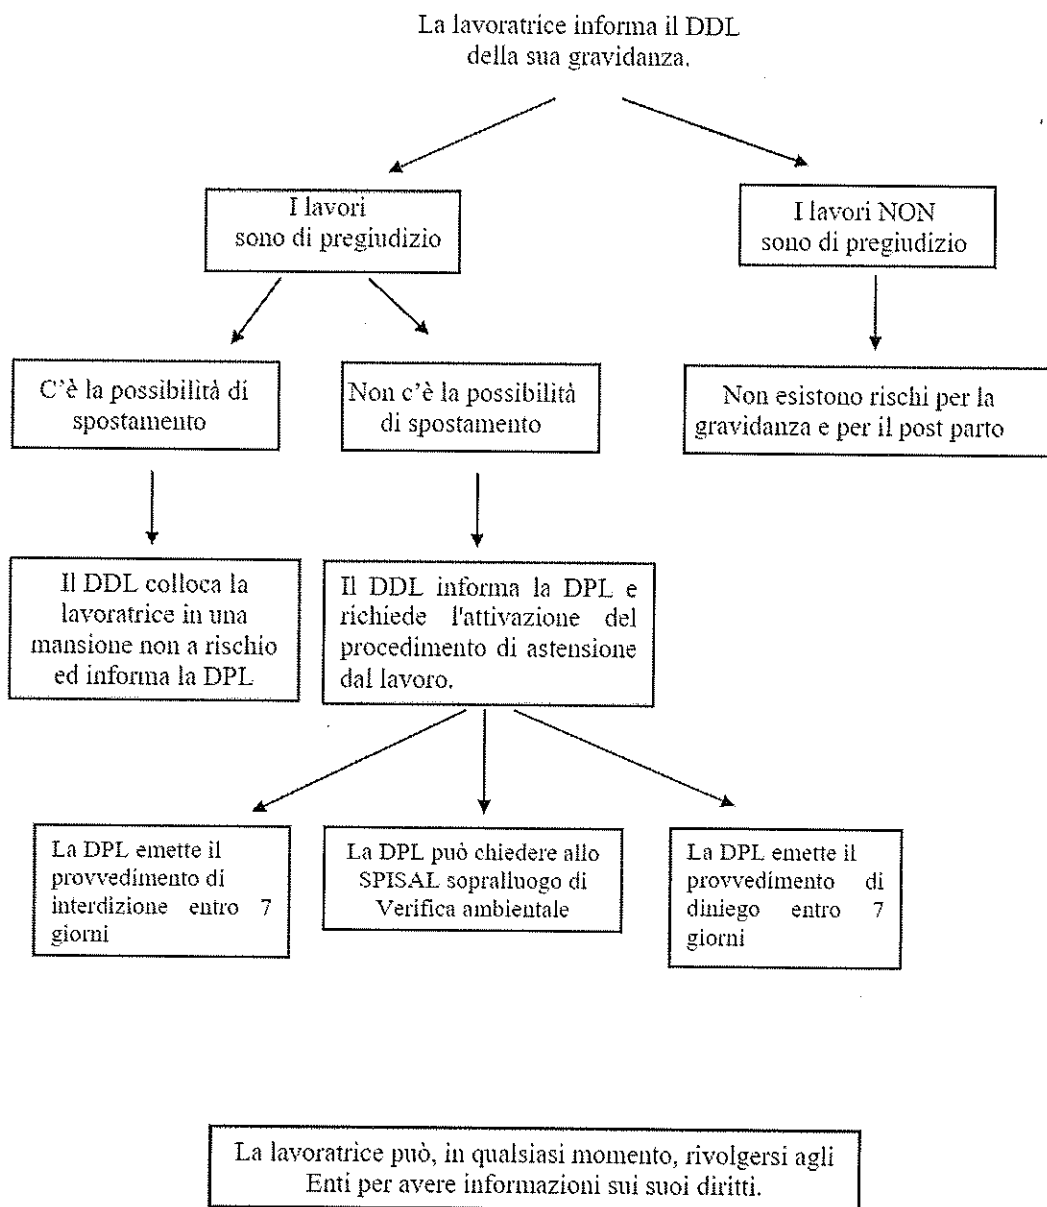 La lavoratrice informa il DDL
della sua gravidanza.
I lavori
sono di pregiudizio
I lavori NON
sono di pregiudizio
C'è la possibilità di
spostamento
Non c'è la possibilità
di spostamento
Non esistono rischi per la
gravidanza e per il post parto
Il DDL colloca la
lavoratrice in una
mansione non a rischio
ed informa la DPL
Il DDL informa la DPL e
richiede l'attivazione del
procedimento di astensione
dal lavoro.
La DPL emette il
provvedimento di
interdizione entro 7
giorni
La DPL può chiedere allo
SPISAL sopralluogo di
Verifica ambientale
La DPL emette il
provvedimento di
diniego entro 7
giorni
La lavoratrice può, in qualsiasi momento, rivolgersi agli
Enti per avere informazioni sui suoi diritti.